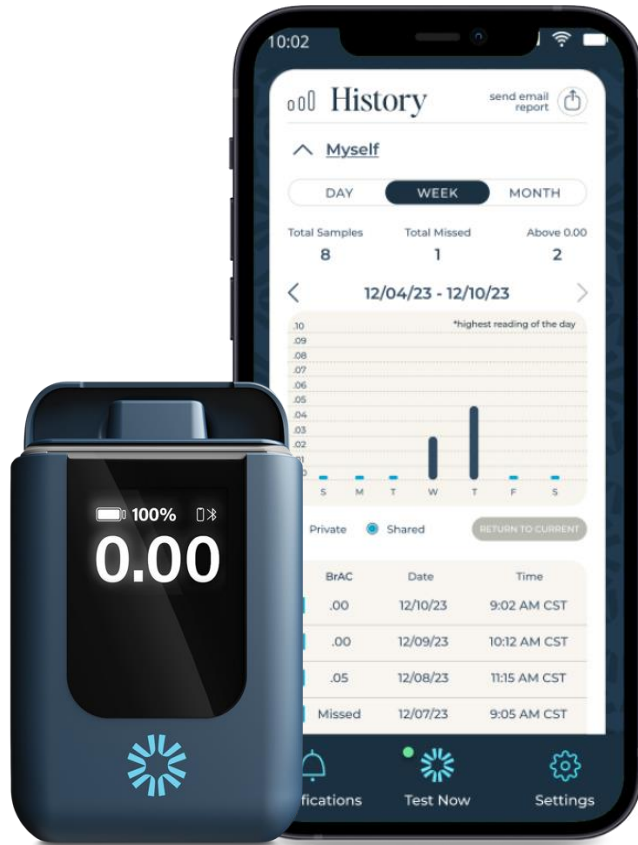 10:02
History
send email
report
Myself
DAY WEEK MONTH
Total Samples Total Missed Above 0.00
8 1 2
12/04/23 - 12/10/23
*highest reading of the day
.10
.09
.08
.07
.06
.05
.04
.03
.02
S M T W T F S
Private Shared RETURN TO CURRENT
BrAC Date Time
.00 12/10/23 9:02 AM CST
.00 12/09/23 10:12 AM CST
.05 12/08/23 11:15 AM CST
Missed 12/07/23 9:05 AM CST
Test Now Settings
100%
0.00